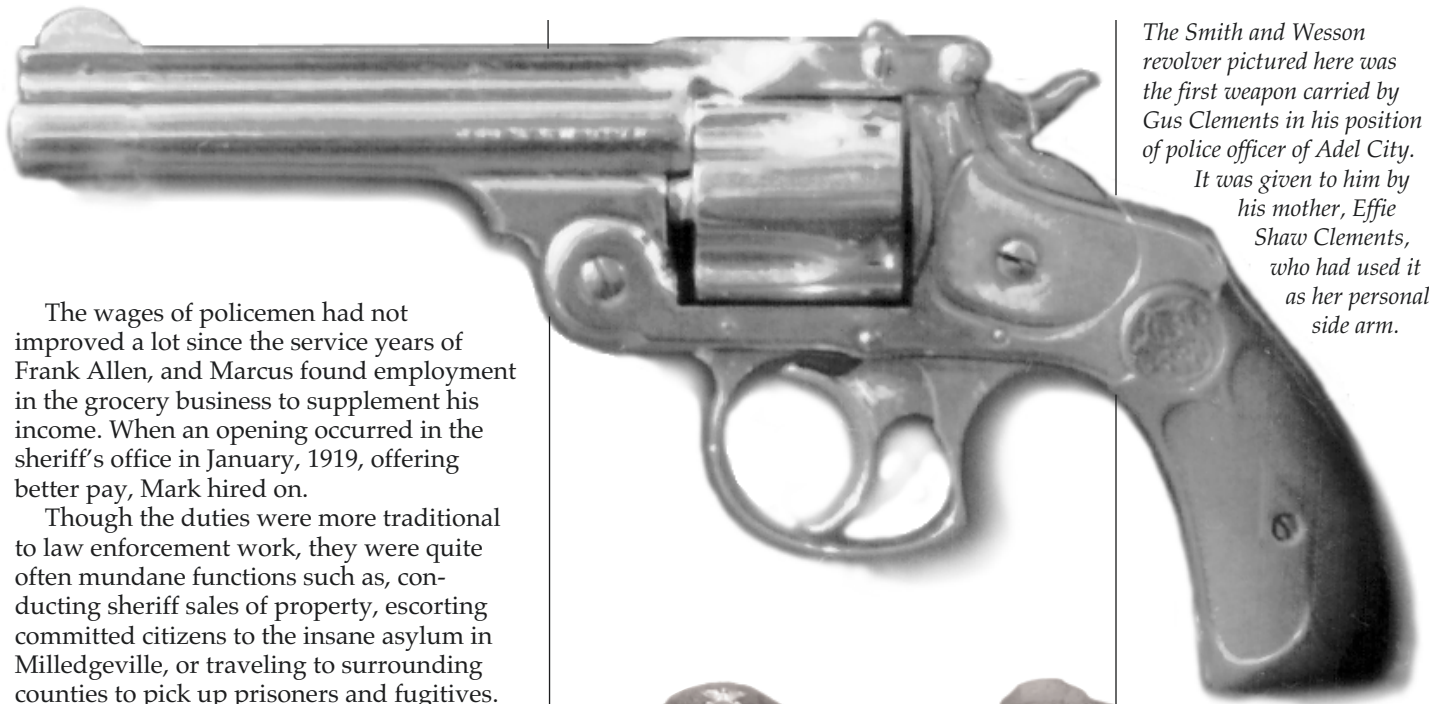 The Smith and Wesson
revolver pictured here was
the first weapon carried by
Gus Clements in his position
of police officer of Adel City.
It was given to him by
his mother, Effie
Shaw Clements,
who had used it
as her personal
side arm.
The wages of policemen had not
improved a lot since the service years of
Frank Allen, and Marcus found employment
in the grocery business to supplement his
income. When an opening occurred in the
sheriff's office in January, 1919, offering
better pay, Mark hired on.
Though the duties were more traditional
to law enforcement work, they were quite
often mundane functions such as, con-
ducting sheriff sales of property, escorting
committed citizens to the insane asylum in
Milledgeville, or traveling to surrounding
counties to pick up prisoners and fugitives.